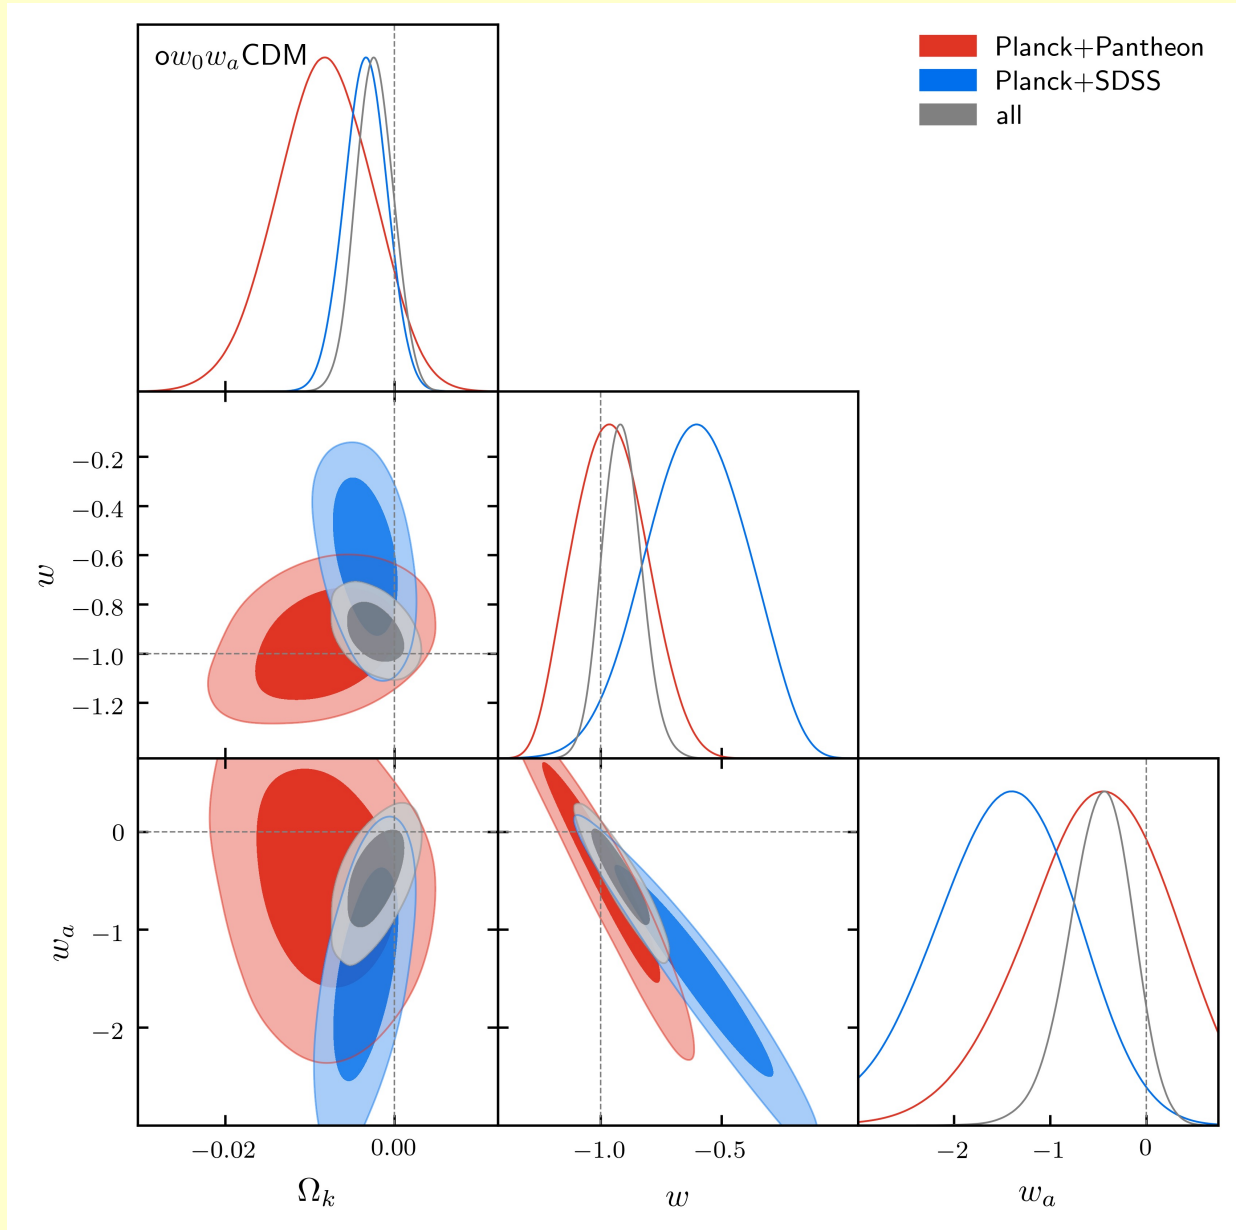 ow₀wₐCDM
Planck+Pantheon
Planck+SDSS
all
−0.2
−0.4
−0.6
−0.8
−1.0
−1.2
w
0
−1
−2
wₐ
−0.02 0.00
−1.0 −0.5
−2 −1 0
Ωₖ
w
wₐ